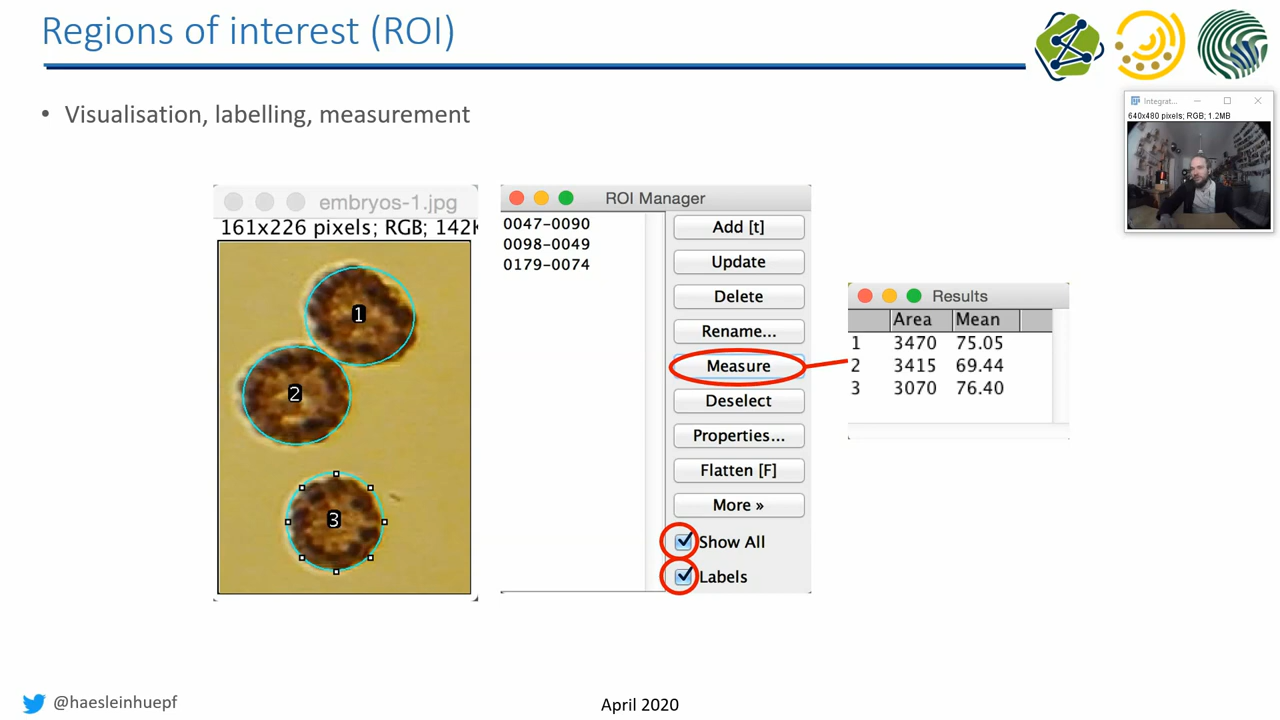 Regions of interest (ROI)
• Visualisation, labelling, measurement
Integrat...
640x480 pixels; RGB; 1.2MB
embryos-1.jpg
161x226 pixels; RGB; 142K
1
2
3
ROI Manager
0047-0090
0098-0049
0179-0074
Add [t]
Update
Delete
Rename...
Measure
Deselect
Properties...
Flatten [F]
More »
Show All
Labels
Results
Area Mean
1 3470 75.05
2 3415 69.44
3 3070 76.40
@haesleinhuepf
April 2020